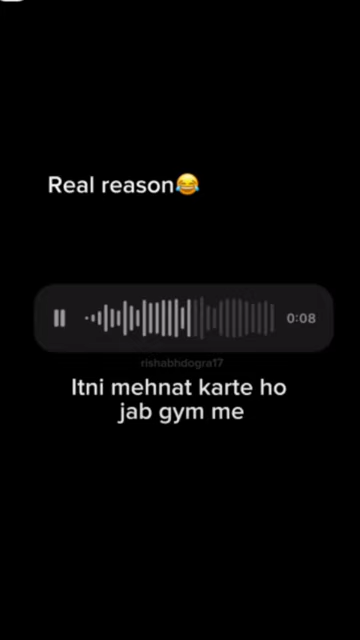 Real reason😂
0:08
rishabhdogra17
Itni mehnat karte ho
jab gym me